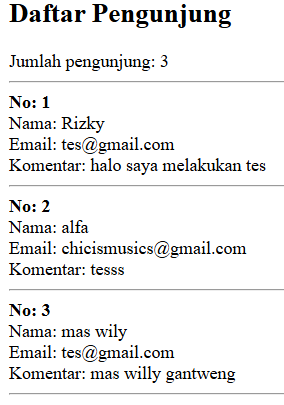 Daftar Pengunjung
Jumlah pengunjung: 3
No: 1
Nama: Rizky
Email: tes@gmail.com
Komentar: halo saya melakukan tes
No: 2
Nama: alfa
Email: chicismusics@gmail.com
Komentar: tesss
No: 3
Nama: mas wily
Email: tes@gmail.com
Komentar: mas willy gantweng